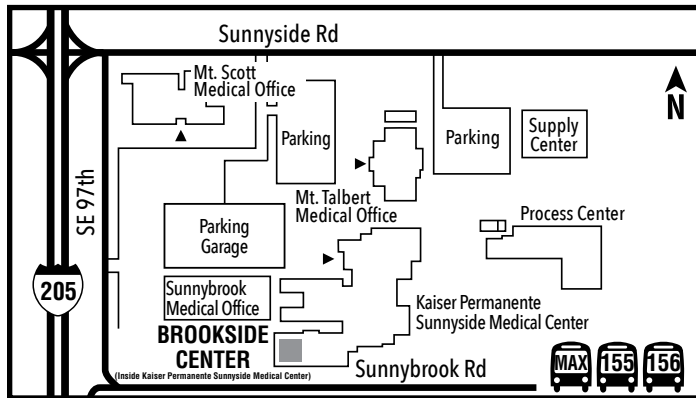 Sunnyside Rd
Mt. Scott
Medical Office
Parking
Parking
Supply
Center
N
SE 97th
Mt. Talbert
Medical Office
Parking
Garage
Process Center
205
Sunnybrook
Medical Office
Kaiser Permanente
Sunnyside Medical Center
BROOKSIDE
CENTER
(Inside Kaiser Permanente Sunnyside Medical Center)
Sunnybrook Rd
MAX
155
156